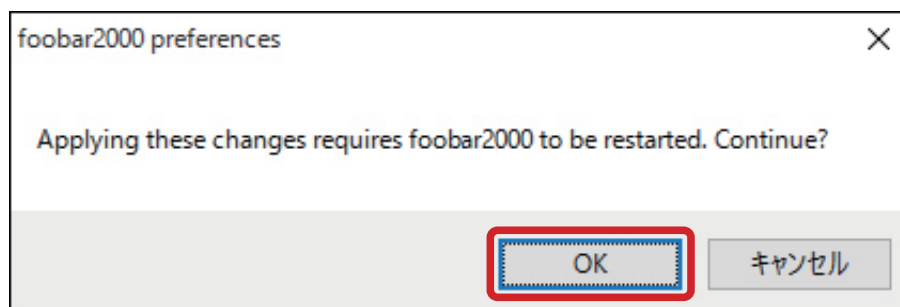 foobar2000 preferences
Applying these changes requires foobar2000 to be restarted. Continue?
OK
キャンセル